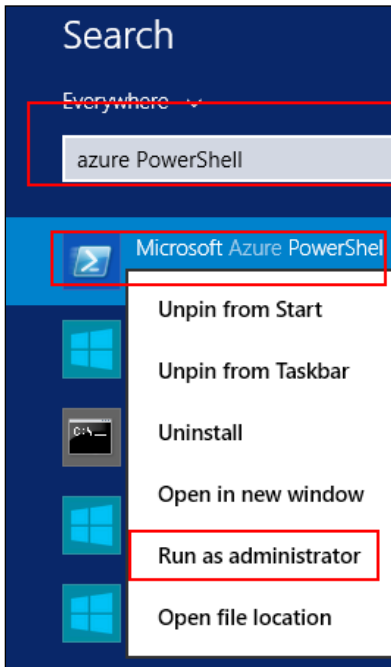 Search
Everywhere
azure PowerShell
Microsoft Azure PowerShel
Unpin from Start
Unpin from Taskbar
Uninstall
Open in new window
Run as administrator
Open file location